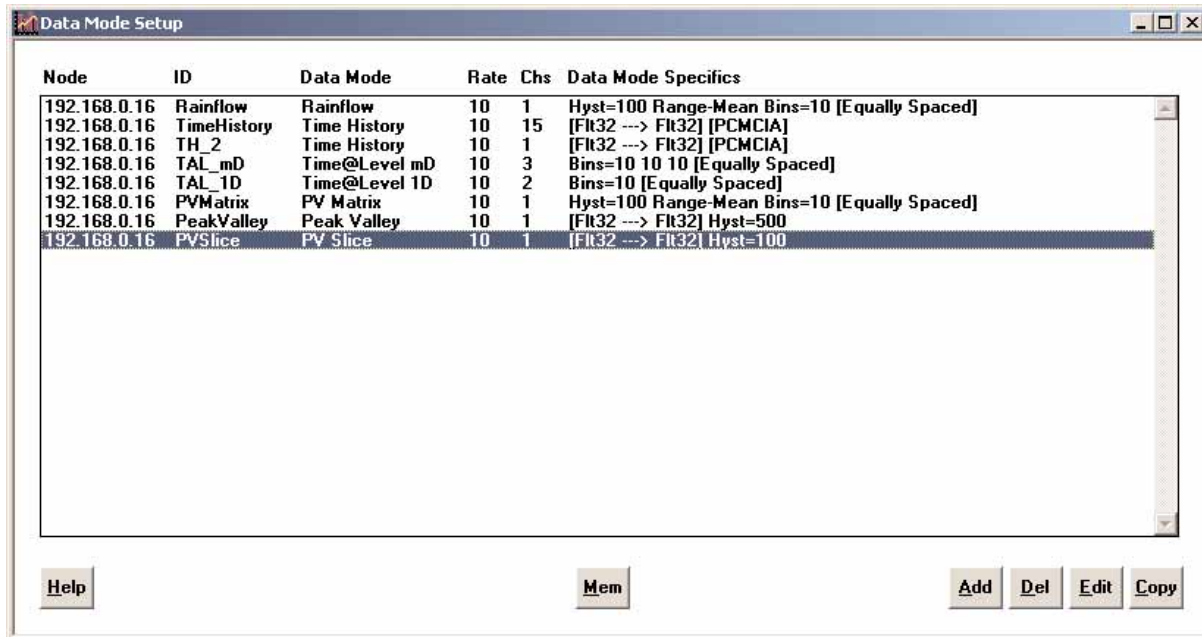 Data Mode Setup
Node ID Data Mode Rate Chs Data Mode Specifics
192.168.0.16 Rainflow Rainflow 10 1 Hyst=100 Range-Mean Bins=10 [Equally Spaced]
192.168.0.16 TimeHistory Time History 10 15 [Flt32 ---> Flt32] [PCMCIA]
192.168.0.16 TH_2 Time History 10 1 [Flt32 ---> Flt32] [PCMCIA]
192.168.0.16 TAL_mD Time@Level mD 10 3 Bins=10 10 10 [Equally Spaced]
192.168.0.16 TAL_1D Time@Level 1D 10 2 Bins=10 [Equally Spaced]
192.168.0.16 PVMatrix PV Matrix 10 1 Hyst=100 Range-Mean Bins=10 [Equally Spaced]
192.168.0.16 PeakValley Peak Valley 10 1 [Flt32 ---> Flt32] Hyst=500
192.168.0.16 PVSlice PV Slice 10 1 [Flt32 ---> Flt32] Hyst=100
Help Mem Add Del Edit Copy